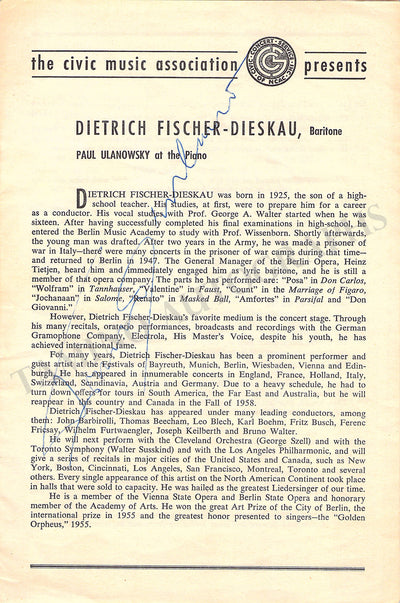 the civic music association presents
CIVIC · CONCERT · SERVICE · INC. · OF NCAC
DIETRICH FISCHER-DIESKAU, Baritone
PAUL ULANOWSKY at the Piano
DIETRICH FISCHER-DIESKAU was born in 1925, the son of a high-
school teacher. His studies, at first, were to prepare him for a career
as a conductor. His vocal studies with Prof. George A. Walter started when he was
sixteen. After having successfully completed his final examinations in high-school, he
entered the Berlin Music Academy to study with Prof. Wissenborn. Shortly afterwards,
the young man was drafted. After two years in the Army, he was made a prisoner of
war in Italy—there were many concerts in the prisoner of war camps during that time—
and returned to Berlin in 1947. The General Manager of the Berlin Opera, Heinz
Tietjen, heard him and immediately engaged him as first baritone, and he is still a
member of that opera company. The parts he has performed are: "Posa" in Don Carlos,
"Wolfram" in Tannhauser, "Valentine" in Faust, "Count" in the Marriage of Figaro,
"Jochanaan" in Salome, "Renato" in Masked Ball, "Amfortes" in Parsifal and "Don
Giovanni."
However, Dietrich Fischer-Dieskau's favorite medium is the concert stage. Through
his many recitals, oratorio performances, broadcasts and recordings with the German
Gramophone Company, Electrola, His Master's Voice, despite his youth, he has
achieved international fame.
For ten years, Dietrich Fischer-Dieskau has been a prominent performer and
guest artist at the Festivals of Bayreuth, Munich, Berlin, Wiesbaden, Vienna and Edin-
burgh. He has appeared in innumerable concerts in England, France, Holland, Italy,
Switzerland, Scandinavia, Austria and Germany. Due to a heavy schedule, he had to
turn down offers for tours in South America, the Far East and Australia, but he will
reappear in the country and Canada in the Fall of 1958.
Dietrich Fischer-Dieskau has appeared under many leading conductors, among
them: John Barbirolli, Thomas Beecham, Leo Blech, Karl Boehm, Fritz Busch, Ferenc
Fricsay, Wilhelm Furtwaengler, Joseph Keilberth and Bruno Walter.
He will next perform with the Cleveland Orchestra (George Szell) and with the
Toronto Symphony (Walter Susskind) and with the Los Angeles Philharmonic, and will
give a series of recitals in major cities of the United States and Canada, such as New
York, Boston, Cincinnati, Los Angeles, San Francisco, Montreal, Toronto and several
others. Every single appearance of this artist on the North American Continent took place
in halls that were sold to capacity. He was hailed as the greatest Liedersinger of our time.
He is a member of the Vienna State Opera and Berlin State Opera and honorary
member of the Academy of Arts. He won the great Art Prize of the City of Berlin, the
international prize in 1955 and the greatest honor presented to singers—the "Golden
Orpheus," 1955.